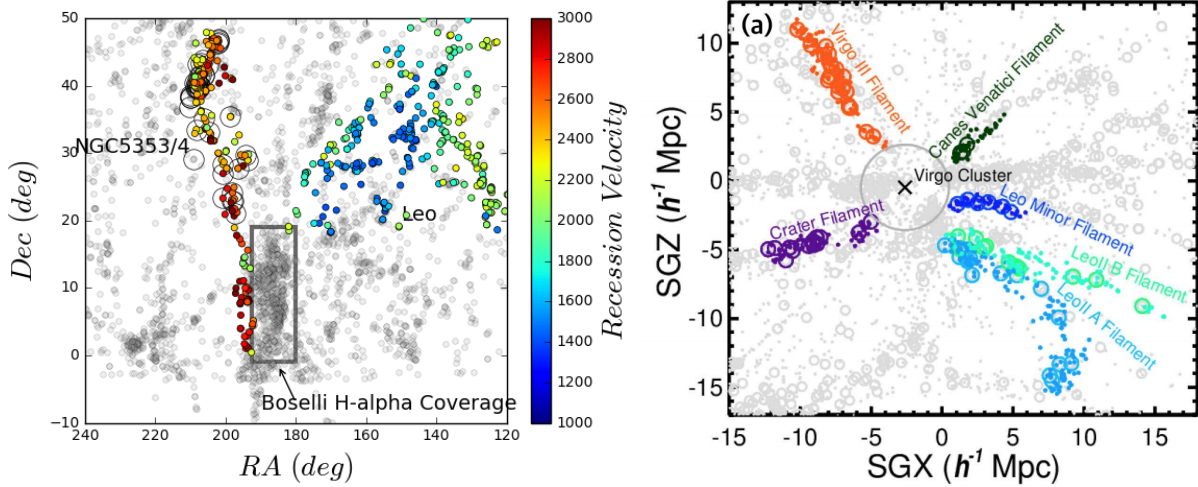 50
40
30
20
10
0
−10
240
220
200
180
160
140
120
Dec (deg)
RA (deg)
NGC5353/4
Leo
Boselli H-alpha Coverage
3000
2800
2600
2400
2200
2000
1800
1600
1400
1200
1000
Recession Velocity
(a)
Virgo III Filament
Canes Venatici Filament
Virgo Cluster
Leo Minor Filament
Crater Filament
LeoII B Filament
LeoII A Filament
10
5
0
-5
-10
-15
SGZ (h⁻¹ Mpc)
-15
-10
-5
0
5
10
15
SGX (h⁻¹ Mpc)